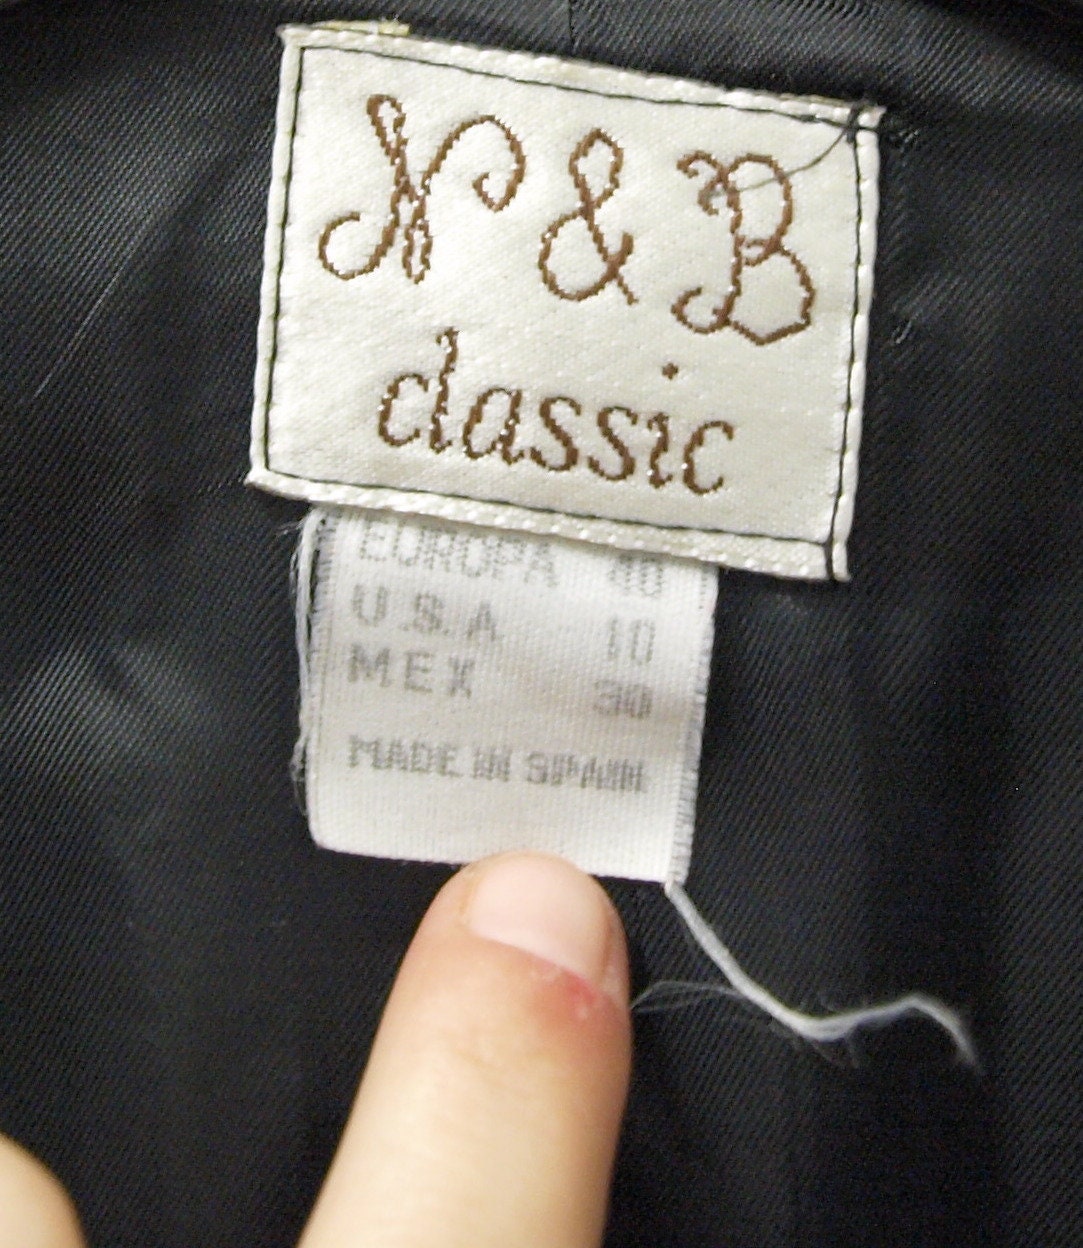 N & B
classic
EUROPA 40
U.S.A 10
MEX 30
MADE IN SPAIN